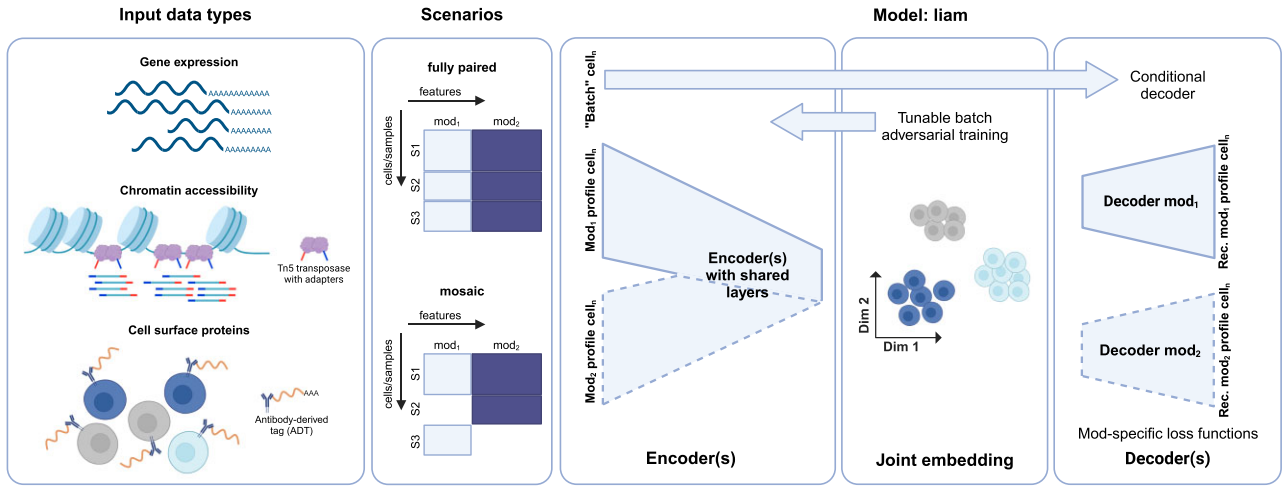 Input data types
Scenarios
Model: liam
Gene expression
AAAAAAAAAAAA
AAAAAAAA
AAAAAAAA
AAAAAAAAA
Chromatin accessibility
Tn5 transposase
with adapters
Cell surface proteins
AAA
Antibody-derived
tag (ADT)
fully paired
features
cells/samples
mod₁
mod₂
S1
S2
S3
mosaic
features
cells/samples
mod₁
mod₂
S1
S2
S3
"Batch" cellₙ
Mod₁ profile cellₙ
Mod₂ profile cellₙ
Encoder(s)
with shared
layers
Encoder(s)
Tunable batch
adversarial training
Dim 2
Dim 1
Joint embedding
Conditional
decoder
Decoder mod₁
Rec. mod₁ profile cellₙ
Decoder mod₂
Rec. mod₂ profile cellₙ
Mod-specific loss functions
Decoder(s)